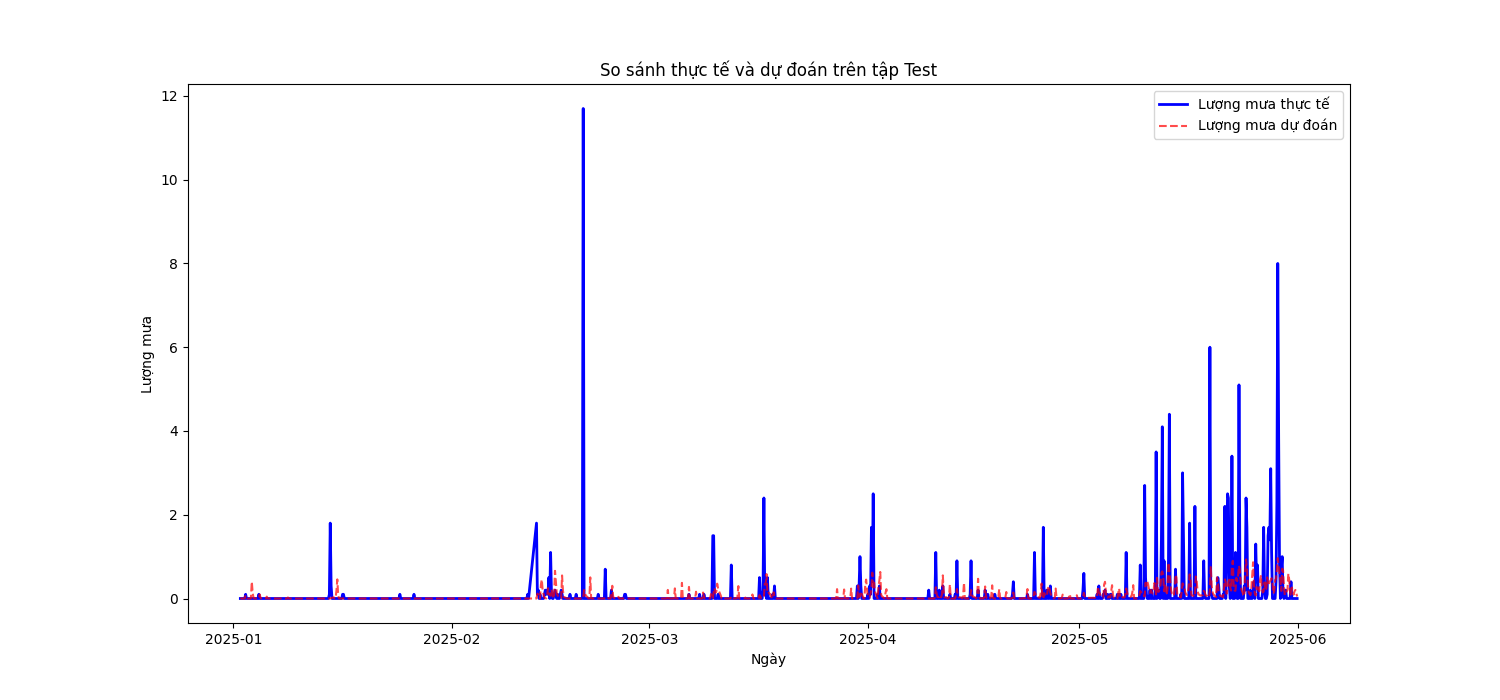 So sánh thực tế và dự đoán trên tập Test
Lượng mưa thực tế
Lượng mưa dự đoán
Lượng mưa
12
10
8
6
4
2
0
2025-01
2025-02
2025-03
2025-04
2025-05
2025-06
Ngày